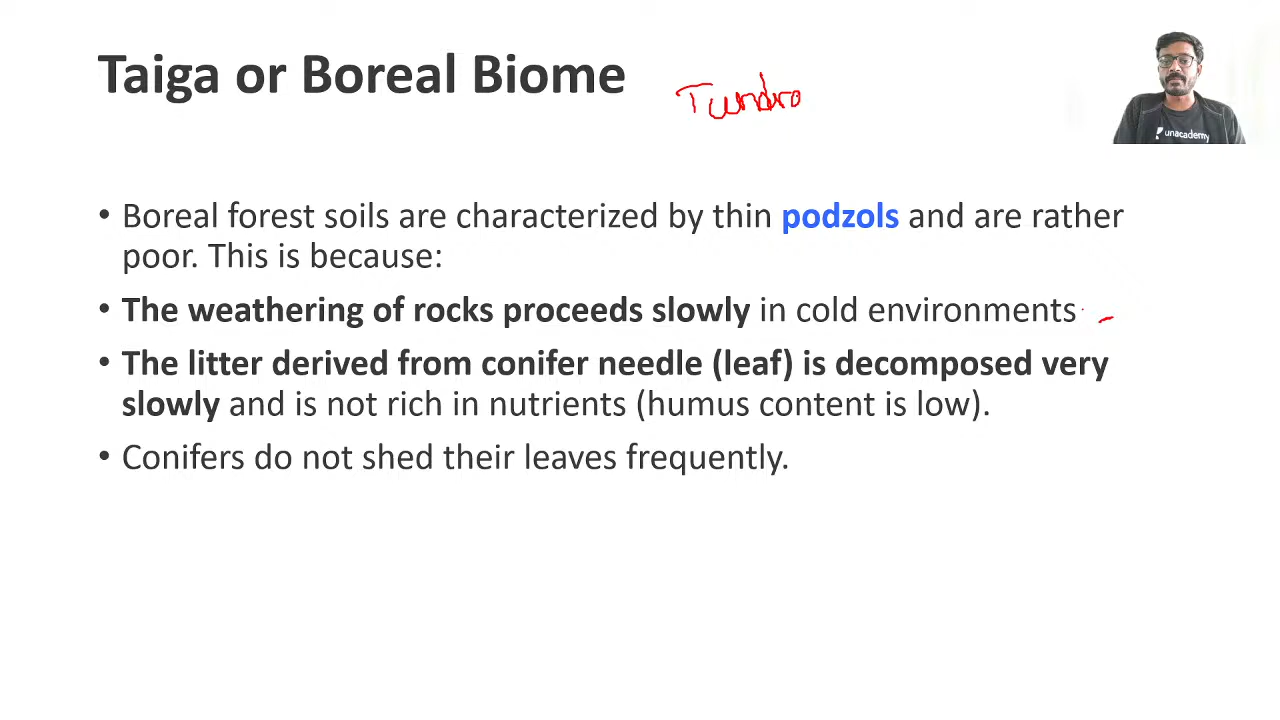 Taiga or Boreal Biome
Tundra
unacademy
• Boreal forest soils are characterized by thin podzols and are rather
poor. This is because:
• The weathering of rocks proceeds slowly in cold environments
• The litter derived from conifer needle (leaf) is decomposed very
slowly and is not rich in nutrients (humus content is low).
• Conifers do not shed their leaves frequently.